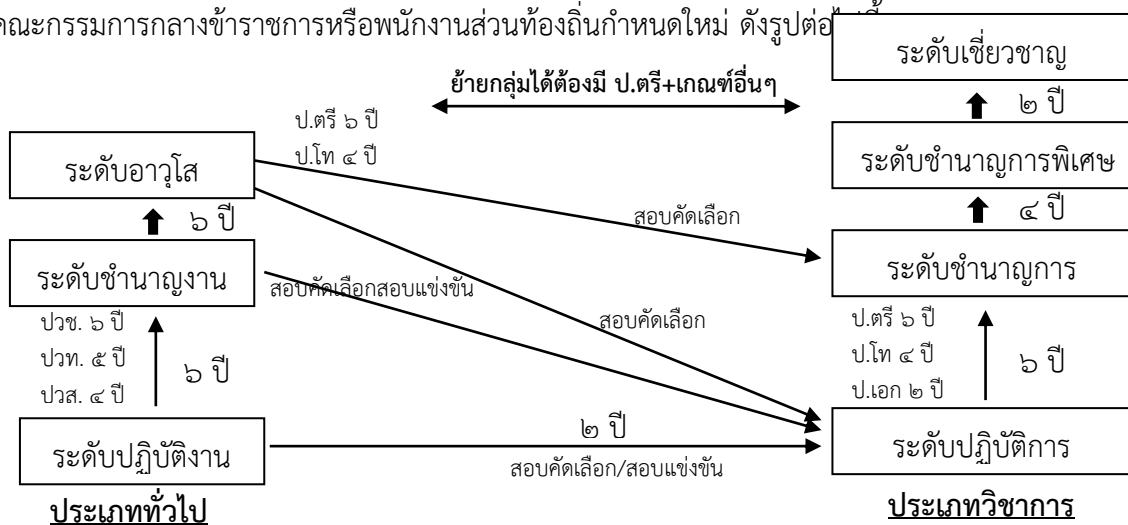 คณะกรรมการกลางข้าราชการหรือพนักงานส่วนท้องถิ่นกำหนดใหม่ ดังรูปต่อไปนี้
ระดับเชี่ยวชาญ
ย้ายกลุ่มได้ต้องมี ป.ตรี+เกณฑ์อื่นๆ
๒ ปี
ป.ตรี ๖ ปี
ป.โท ๔ ปี
ระดับอาวุโส
ระดับชำนาญการพิเศษ
๖ ปี
สอบคัดเลือก
๔ ปี
ระดับชำนาญงาน
สอบคัดเลือกสอบแข่งขัน
ระดับชำนาญการ
ปวช. ๖ ปี
ปวท. ๕ ปี
ปวส. ๔ ปี
๖ ปี
สอบคัดเลือก
ป.ตรี ๖ ปี
ป.โท ๔ ปี
ป.เอก ๒ ปี
๖ ปี
ระดับปฏิบัติงาน
๒ ปี
สอบคัดเลือก/สอบแข่งขัน
ระดับปฏิบัติการ
ประเภททั่วไป
ประเภทวิชาการ